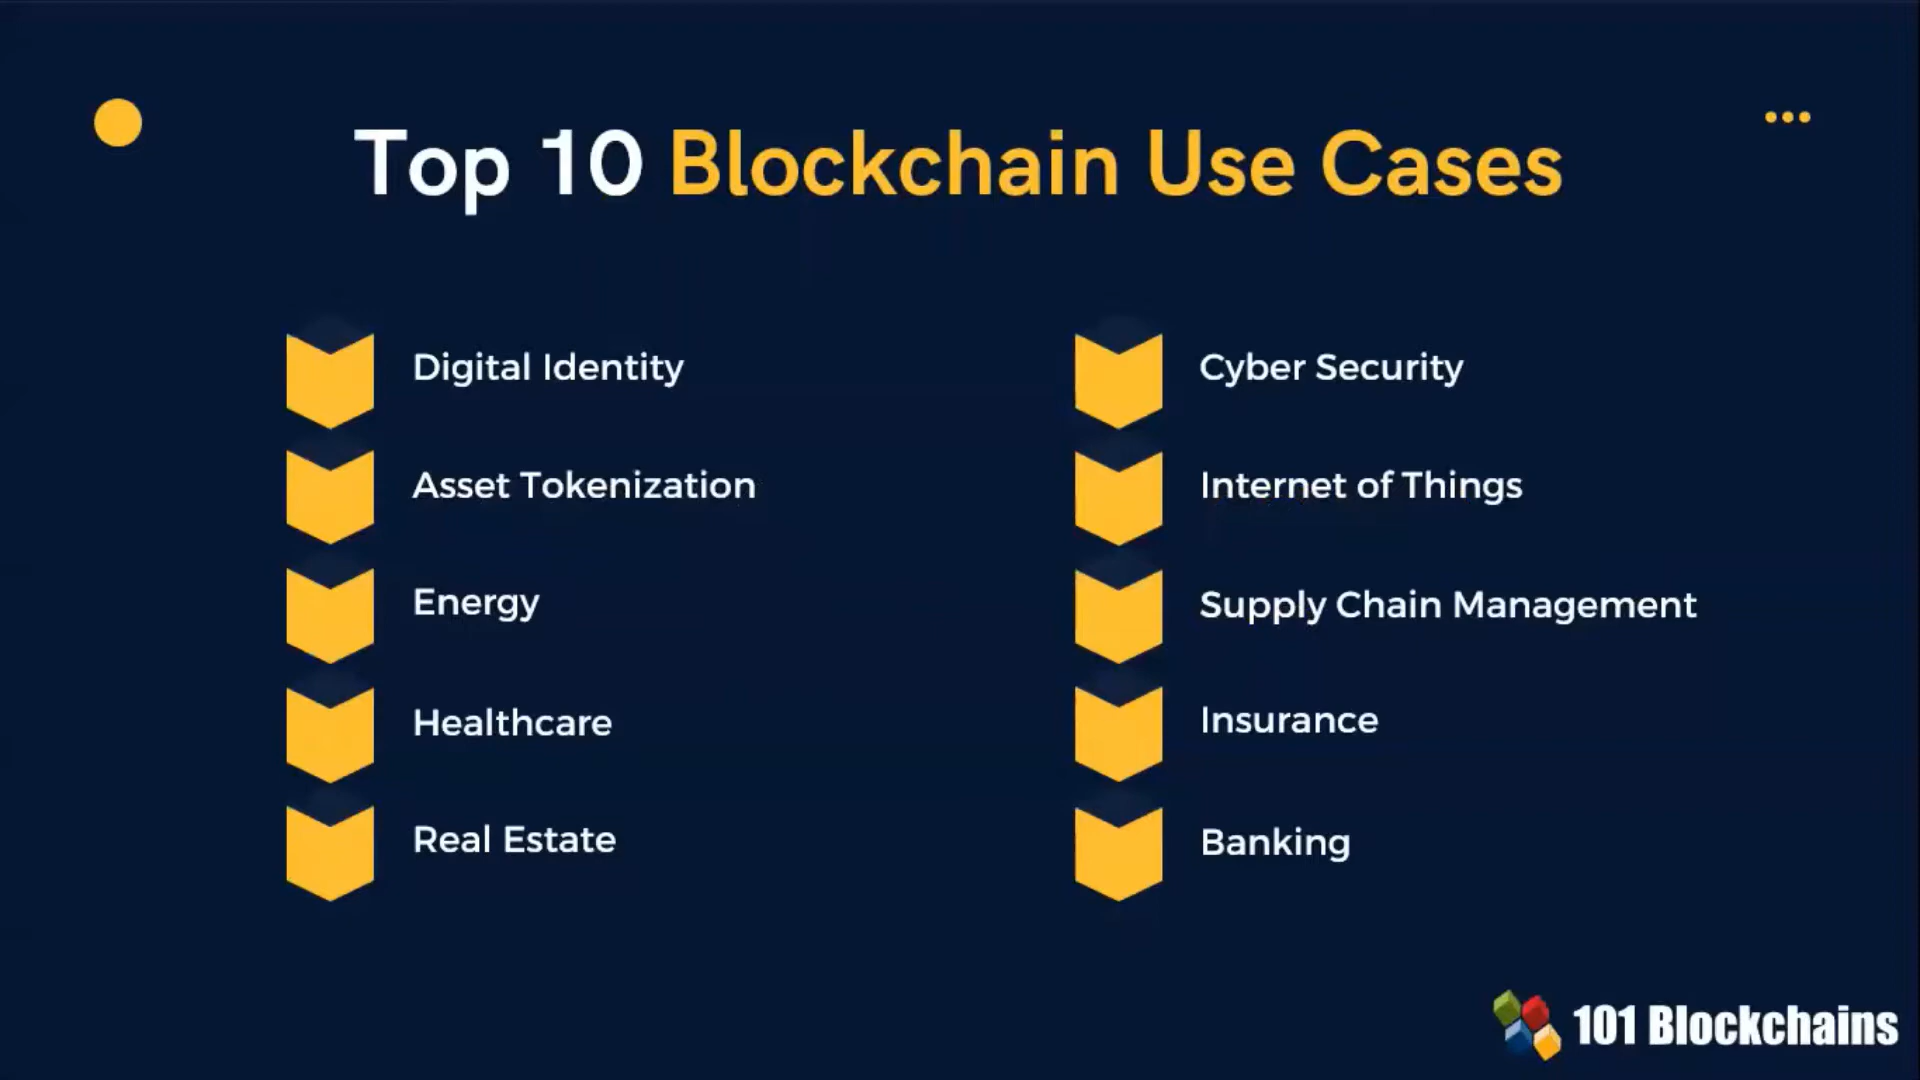 Top 10 Blockchain Use Cases
Digital Identity
Asset Tokenization
Energy
Healthcare
Real Estate
Cyber Security
Internet of Things
Supply Chain Management
Insurance
Banking
101 Blockchains